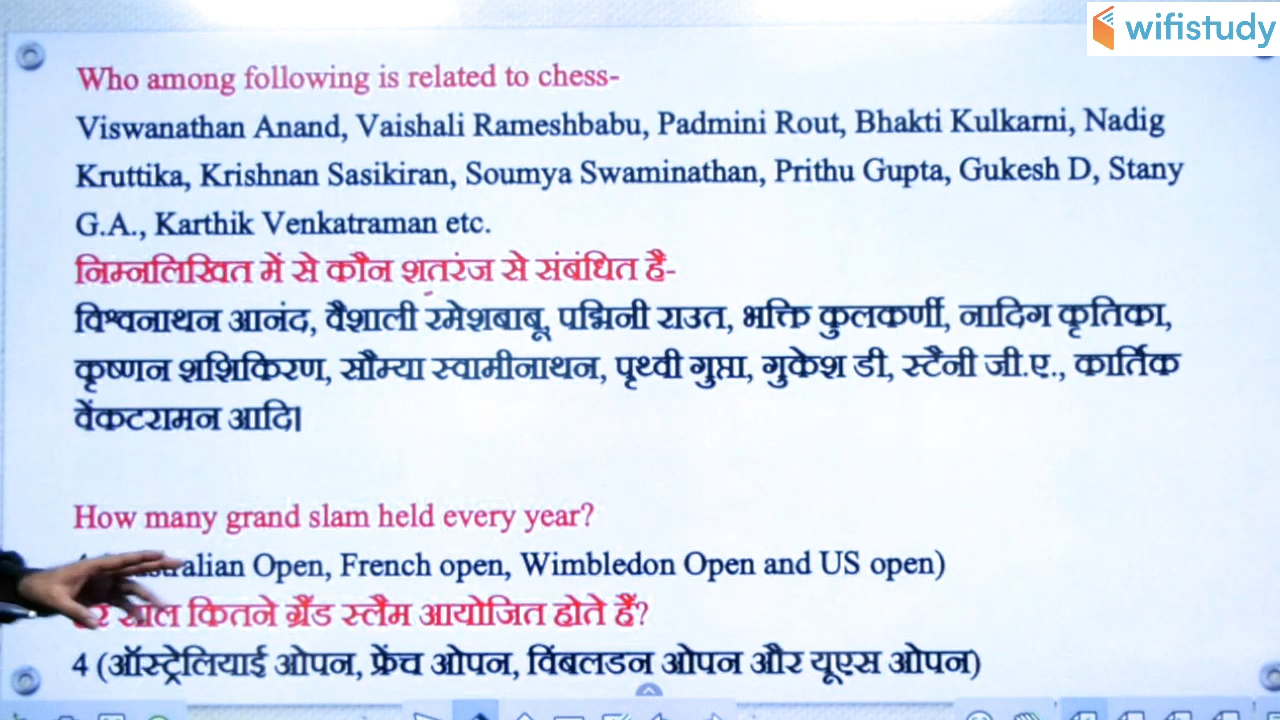 wifistudy
Who among following is related to chess-
Viswanathan Anand, Vaishali Rameshbabu, Padmini Rout, Bhakti Kulkarni, Nadig
Kruttika, Krishnan Sasikiran, Soumya Swaminathan, Prithu Gupta, Gukesh D, Stany
G.A., Karthik Venkatraman etc.
निम्नलिखित में से कौन शतरंज से संबंधित है-
विश्वनाथन आनंद, वैशाली रमेशबाबू, पद्मिनी राउत, भक्ति कुलकर्णी, नादिग कृतिका,
कृष्णन शशिकिरण, सौम्या स्वामीनाथन, पृथ्वी गुप्ता, गुकेश डी, स्टैनी जी.ए., कार्तिक
वेंकटरामन आदि।
How many grand slam held every year?
Open, French open, Wimbledon Open and US open)
कितने ग्रैंड स्लैम आयोजित होते हैं?
4 (ऑस्ट्रेलियाई ओपन, फ्रेंच ओपन, विंबलडन ओपन और यूएस ओपन)